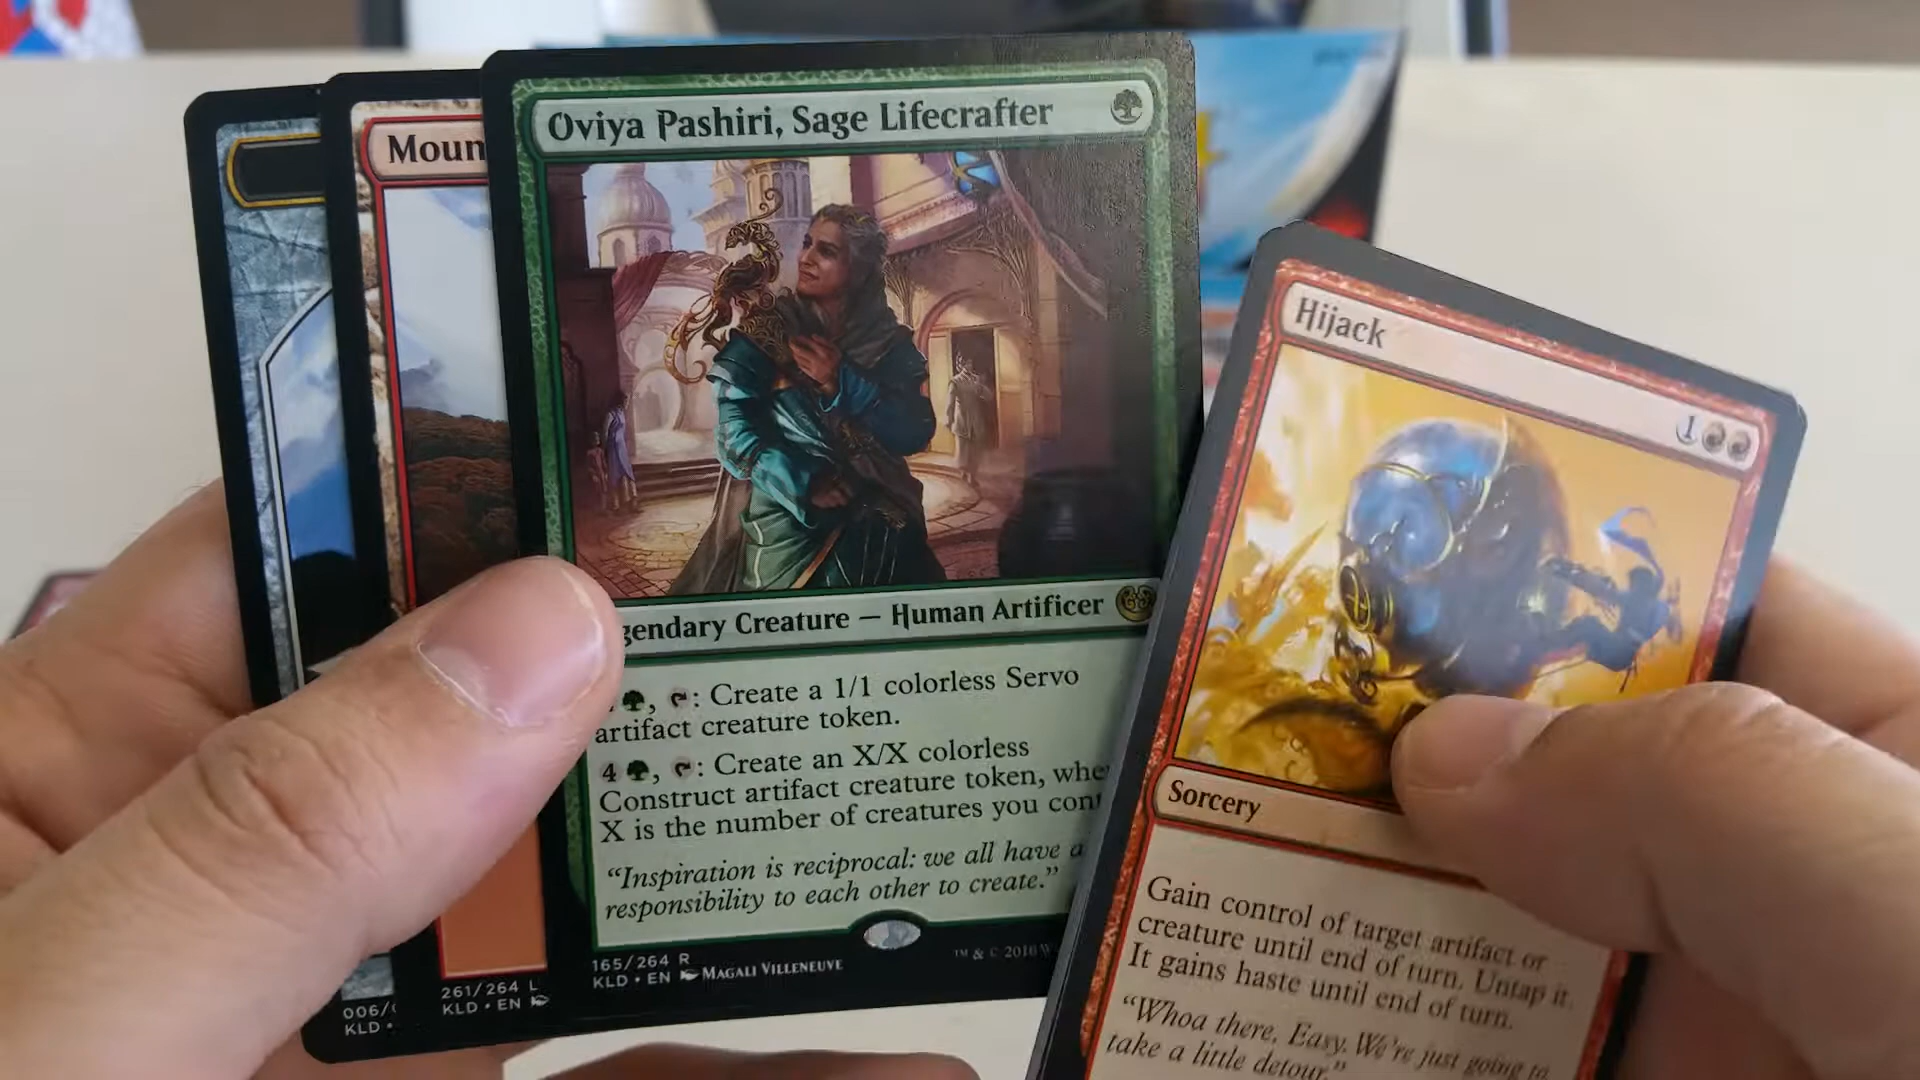 Oviya Pashiri, Sage Lifecrafter
gendary Creature — Human Artificer
, : Create a 1/1 colorless Servo
artifact creature token.
4 , : Create an X/X colorless
Construct artifact creature token, whe
X is the number of creatures you con
“Inspiration is reciprocal: we all have a
responsibility to each other to create.”
165/264 R
KLD • EN MAGALI VILLENEUVE
™ & © 2016 W
Moun
261/264 L
KLD • EN
006/
KLD •
Hijack
1
Sorcery
Gain control of target artifact or
creature until end of turn. Untap it.
It gains haste until end of turn.
“Whoa there, Easy. We're just going to
take a little detour.”